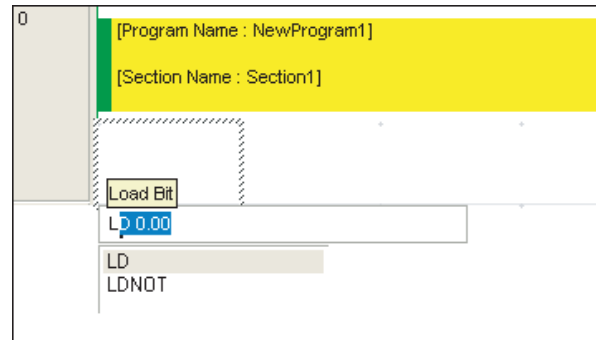 0
[Program Name : NewProgram1]
[Section Name : Section1]
Load Bit
LD 0.00
LD
LDNOT